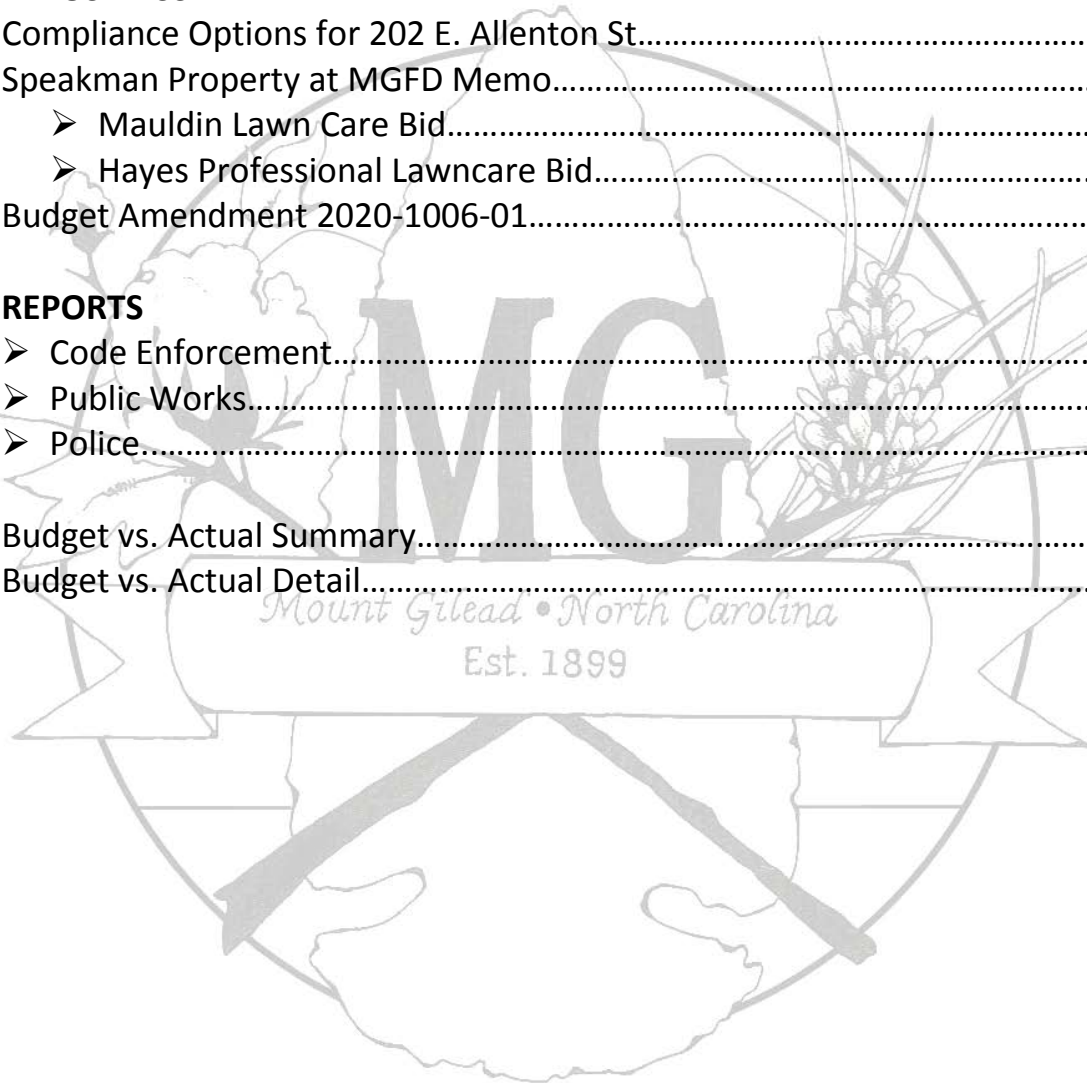 Compliance Options for 202 E. Allenton St....................................................
Speakman Property at MGFD Memo................................................................
➢ Mauldin Lawn Care Bid...........................................................................
➢ Hayes Professional Lawncare Bid..........................................................
Budget Amendment 2020-1006-01..................................................................
REPORTS
➢ Code Enforcement...................................................................................
➢ Public Works............................................................................................
➢ Police........................................................................................................
MG
Budget vs. Actual Summary............................................................................
Budget vs. Actual Detail..................................................................................
Mount Gilead • North Carolina
Est. 1899